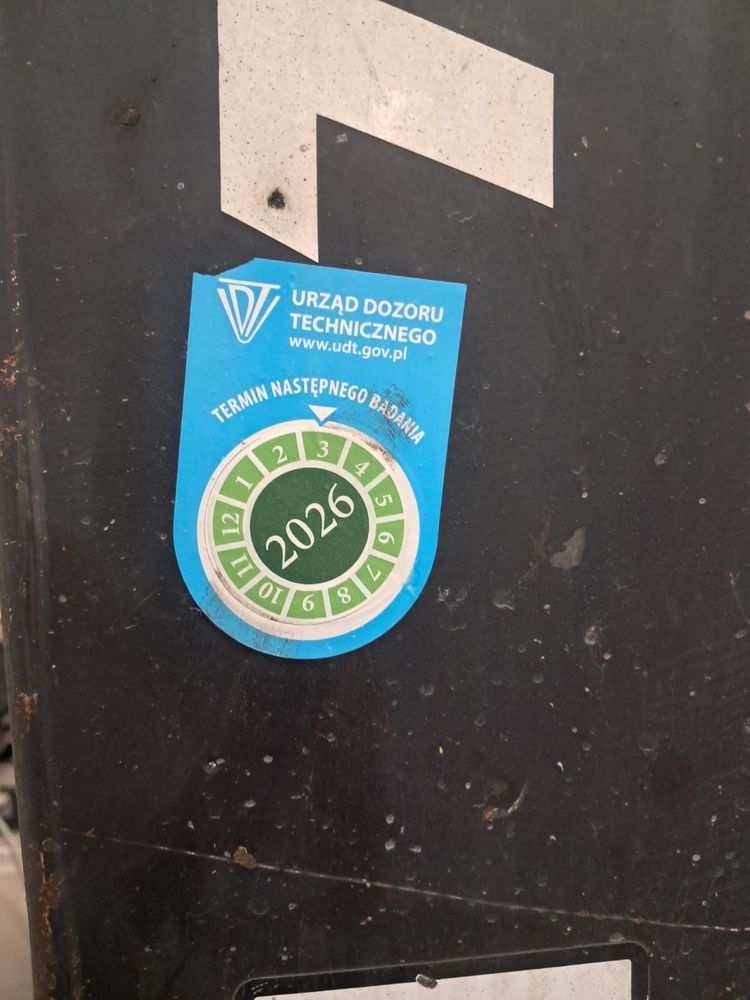 UDT
URZĄD DOZORU
TECHNICZNEGO
www.udt.gov.pl
TERMIN NASTĘPNEGO BADANIA
1 2 3 4 5 6 7 8 9 10 11 12
2026